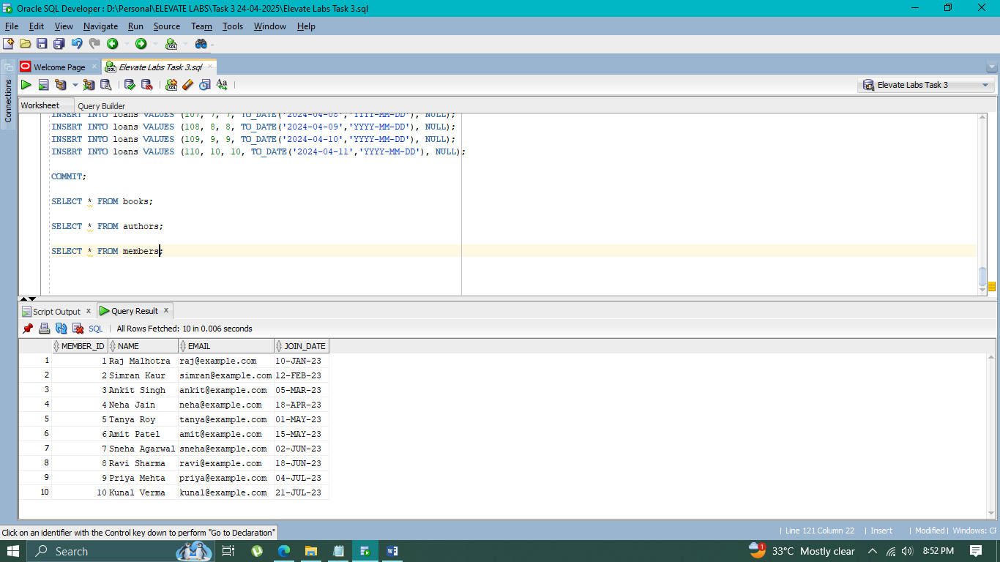 Oracle SQL Developer : D:\Personal\ELEVATE LABS\Task 3 24-04-2025\Elevate Labs Task 3.sql
File Edit View Navigate Run Source Team Tools Window Help
Welcome Page Elevate Labs Task 3.sql
Connections
Elevate Labs Task 3
Worksheet Query Builder
INSERT INTO loans VALUES (107, 7, 7, TO_DATE('2024-04-08','YYYY-MM-DD'), NULL);
INSERT INTO loans VALUES (108, 8, 8, TO_DATE('2024-04-09','YYYY-MM-DD'), NULL);
INSERT INTO loans VALUES (109, 9, 9, TO_DATE('2024-04-10','YYYY-MM-DD'), NULL);
INSERT INTO loans VALUES (110, 10, 10, TO_DATE('2024-04-11','YYYY-MM-DD'), NULL);
COMMIT;
SELECT * FROM books;
SELECT * FROM authors;
SELECT * FROM members;
Script Output x Query Result x
SQL | All Rows Fetched: 10 in 0.006 seconds
MEMBER_ID NAME EMAIL JOIN_DATE
1 1 Raj Malhotra raj@example.com 10-JAN-23
2 2 Simran Kaur simran@example.com 12-FEB-23
3 3 Ankit Singh ankit@example.com 05-MAR-23
4 4 Neha Jain neha@example.com 18-APR-23
5 5 Tanya Roy tanya@example.com 01-MAY-23
6 6 Amit Patel amit@example.com 15-MAY-23
7 7 Sneha Agarwal sneha@example.com 02-JUN-23
8 8 Ravi Sharma ravi@example.com 18-JUN-23
9 9 Priya Mehta priya@example.com 04-JUL-23
10 10 Kunal Verma kunal@example.com 21-JUL-23
Click on an identifier with the Control key down to perform "Go to Declaration" | Line 121 Column 22 | Insert | Modified | Windows: CF
Search 1 33°C Mostly clear 8:52 PM